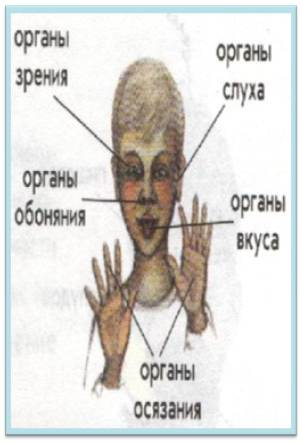 органы
зрения
органы
слуха
органы
обоняния
органы
вкуса
органы
осязания